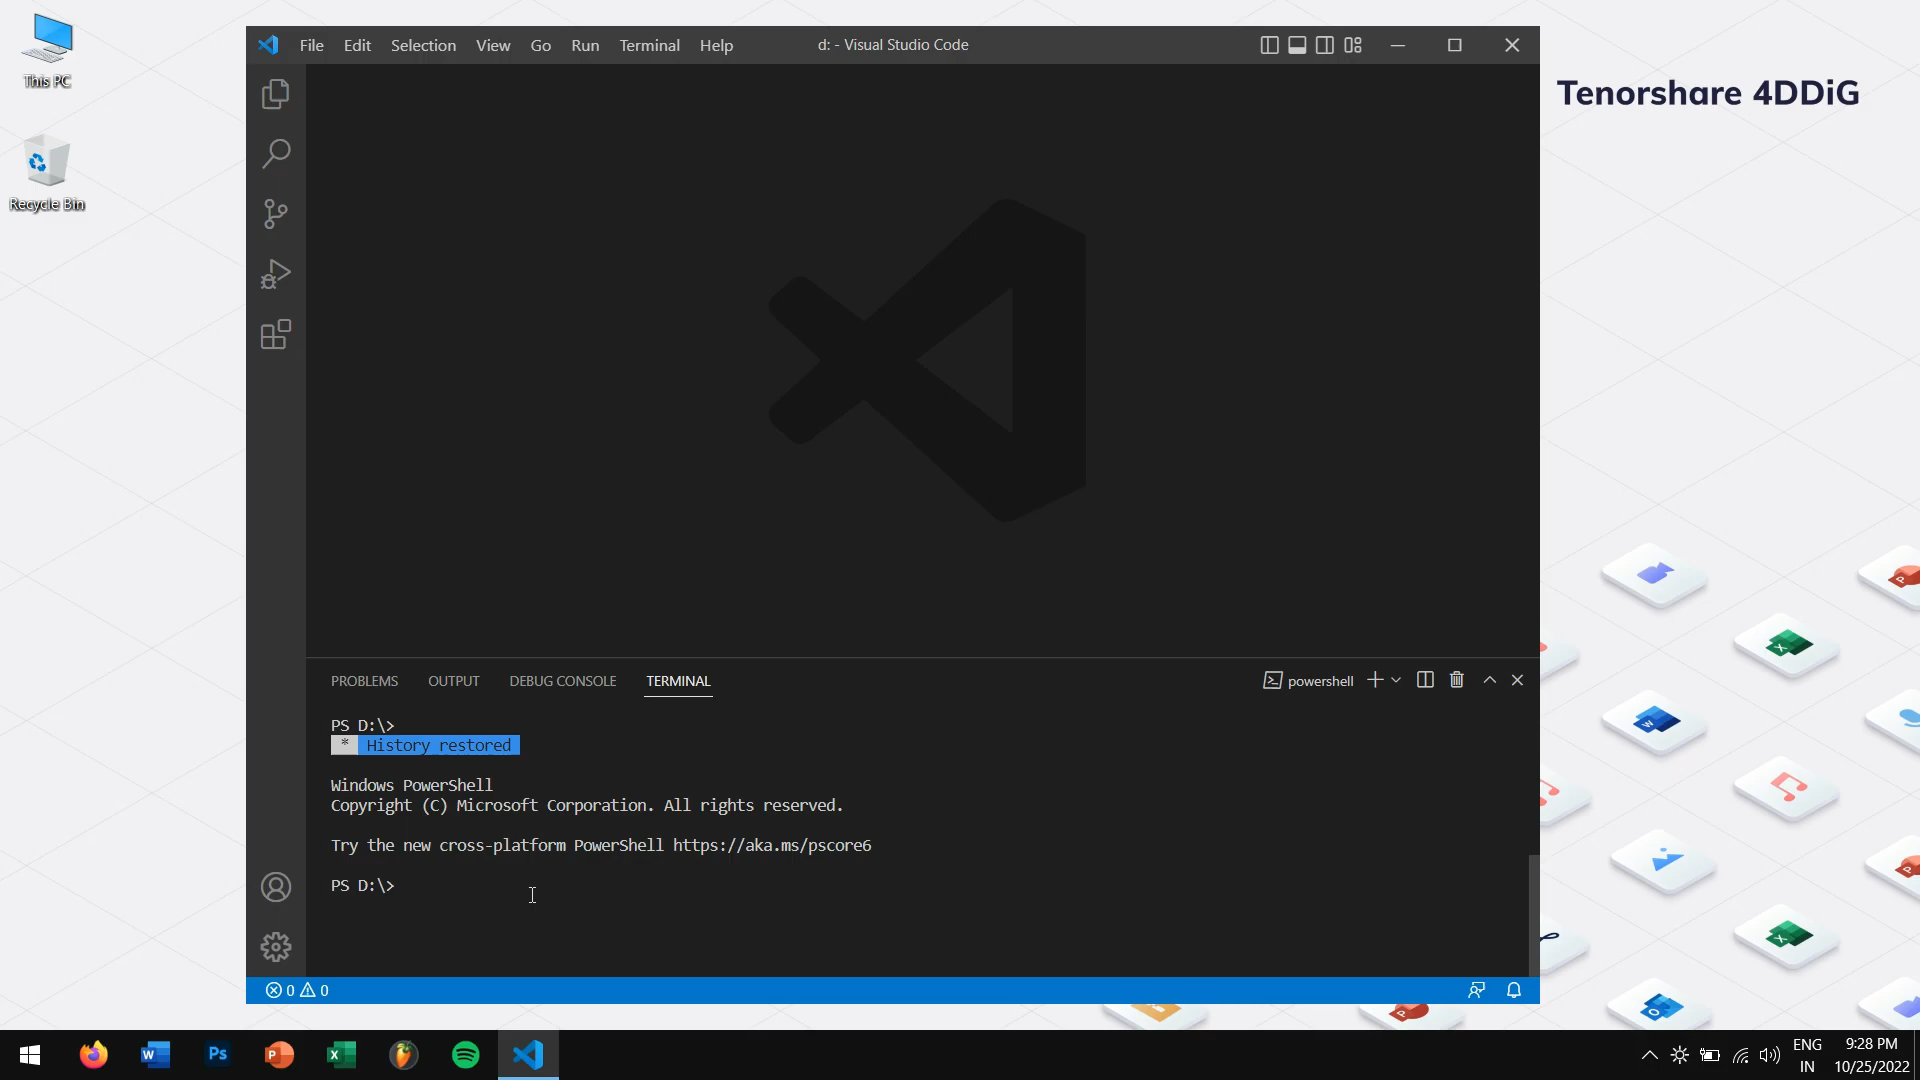 This PC
Recycle Bin
File Edit Selection View Go Run Terminal Help
d: - Visual Studio Code
Tenorshare 4DDiG
PROBLEMS OUTPUT DEBUG CONSOLE TERMINAL
powershell
PS D:\>
* History restored
Windows PowerShell
Copyright (C) Microsoft Corporation. All rights reserved.
Try the new cross-platform PowerShell https://aka.ms/pscore6
PS D:\>
0 0
W
Ps
P
X
ENG
IN
9:28 PM
10/25/2022
P
X
W
P
X
O